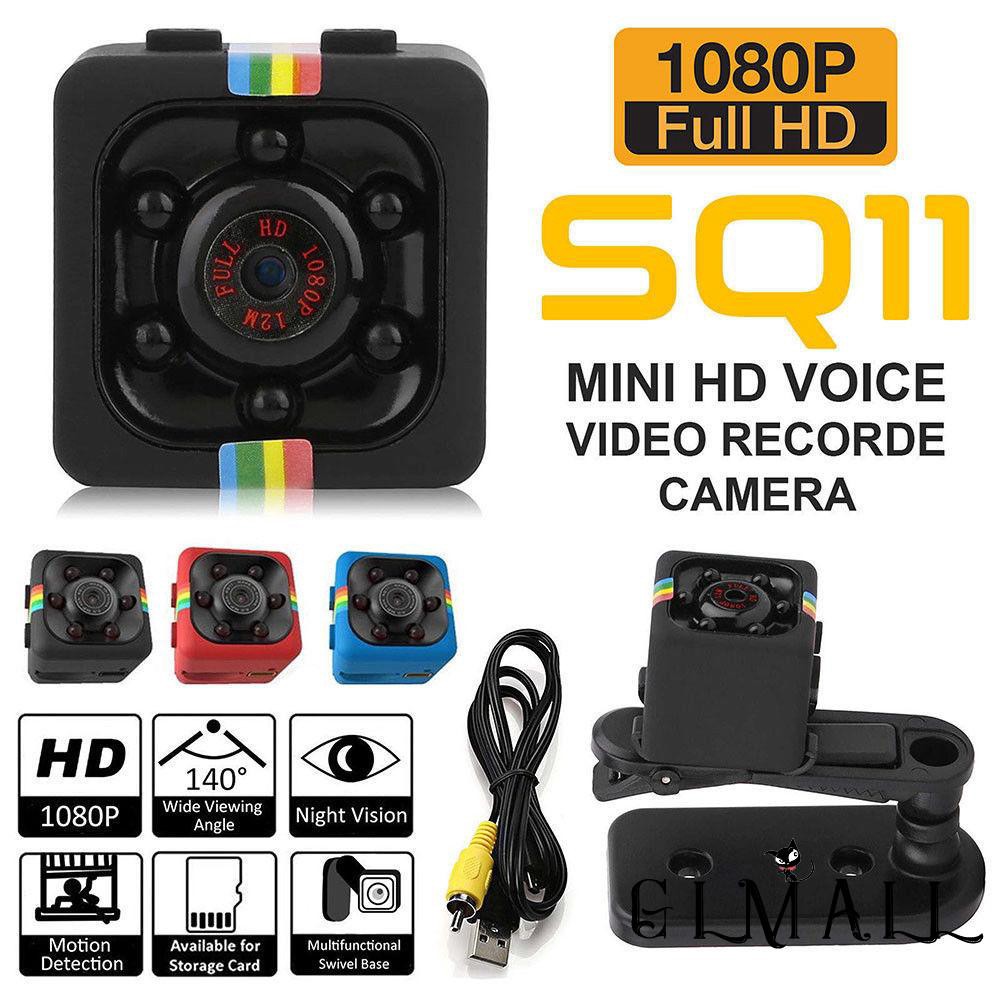 1080P
Full HD
SQ11
MINI HD VOICE
VIDEO RECORDE
CAMERA
FULL HD 1080P 12M
HD
1080P
140°
Wide Viewing
Angle
Night Vision
Motion
Detection
Available for
Storage Card
Multifunctional
Swivel Base
GLMALL